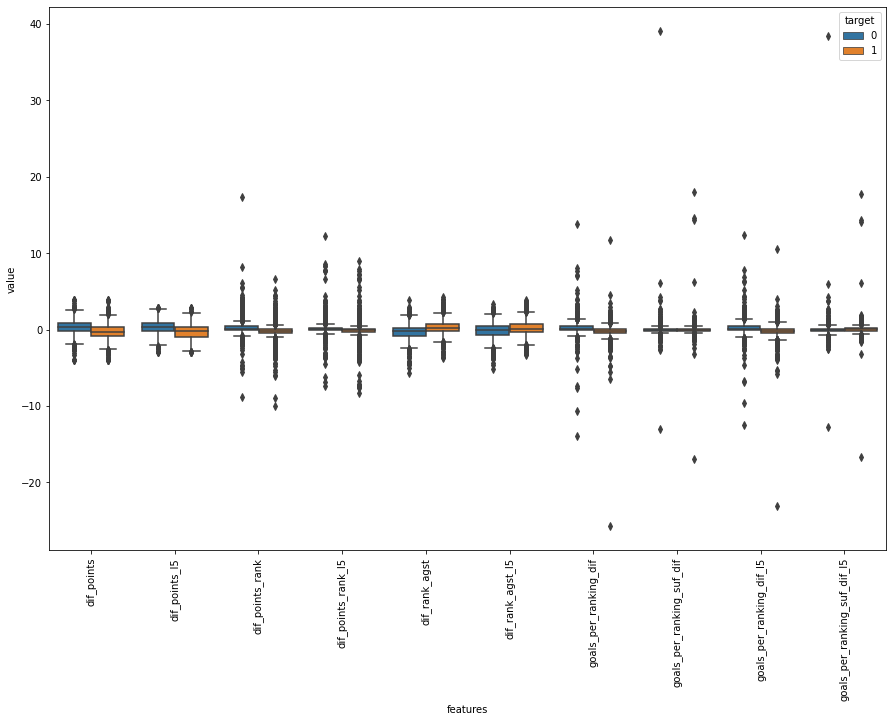 target
0
1
40
30
20
10
0
−10
−20
value
dif_points
dif_points_l5
dif_points_rank
dif_points_rank_l5
dif_rank_agst
dif_rank_agst_l5
goals_per_ranking_dif
goals_per_ranking_suf_dif
goals_per_ranking_dif_l5
goals_per_ranking_suf_dif_l5
features